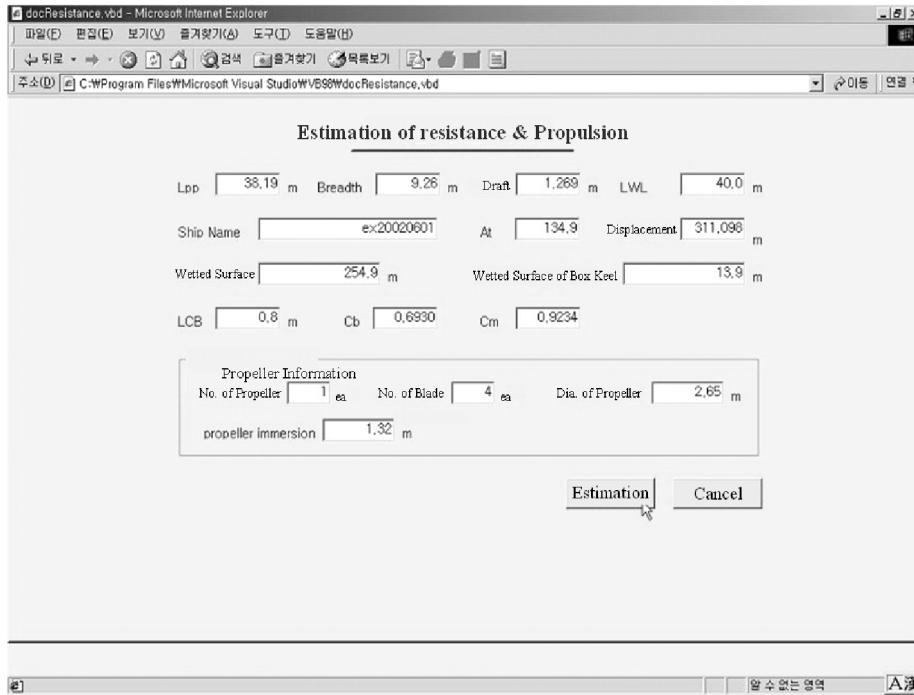 docResistance.vbd - Microsoft Internet Explorer
파일(F) 편집(E) 보기(V) 즐겨찾기(A) 도구(T) 도움말(H)
뒤로 검색 즐겨찾기 목록보기
주소(D) C:₩Program Files₩Microsoft Visual Studio₩VB98₩docResistance.vbd 이동 연결
Estimation of resistance & Propulsion
Lpp 38,19 m Breadth 9,26 m Draft 1,269 m LWL 40,0 m
Ship Name ex20020601 At 134,9 Displacement 311,098 m
Wetted Surface 254,9 m Wetted Surface of Box Keel 13,9 m
LCB 0,8 m Cb 0,6930 Cm 0,9234
Propeller Information
No. of Propeller 1 ea No. of Blade 4 ea Dia. of Propeller 2,65 m
propeller immersion 1,32 m
Estimation Cancel
알 수 없는 영역 A漢